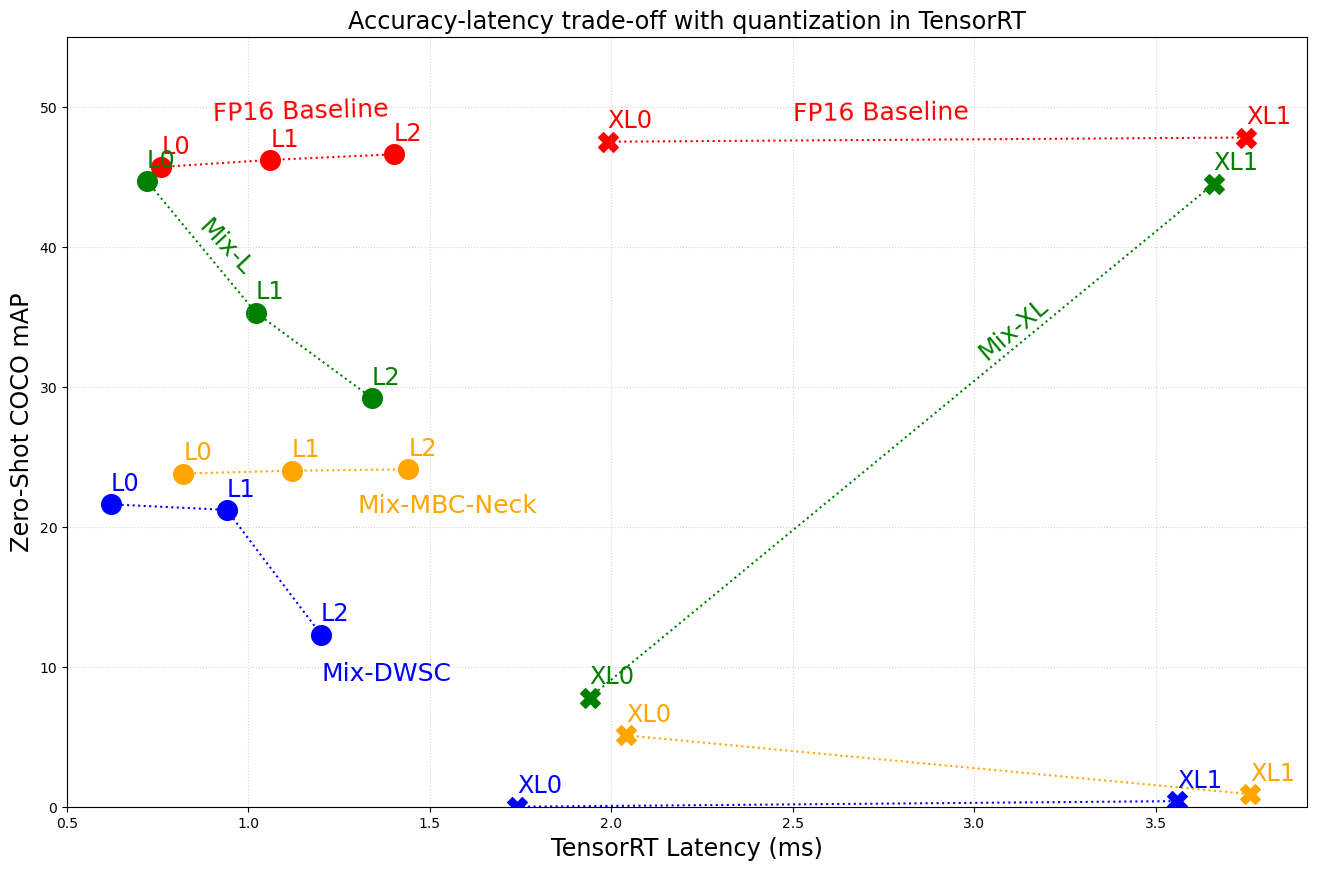 Accuracy-latency trade-off with quantization in TensorRT
Zero-Shot COCO mAP
50
40
30
20
10
0
FP16 Baseline
L0
L1
L2
XL0
FP16 Baseline
XL1
L0
Mix-L
L1
L2
XL1
Mix-XL
XL0
L0
L1
L2
Mix-MBC-Neck
L0
L1
L2
Mix-DWSC
XL0
XL1
XL0
XL1
0.5
1.0
1.5
2.0
2.5
3.0
3.5
TensorRT Latency (ms)